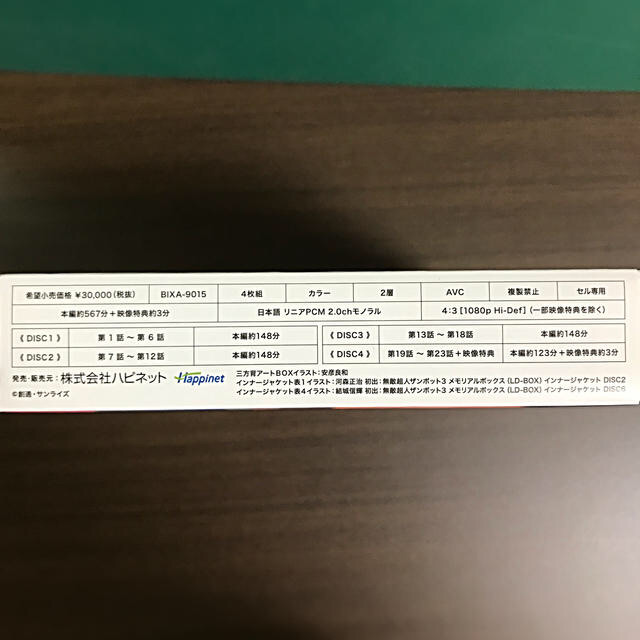 希望小売価格 ¥30,000(税抜) BIXA-9015 4枚組 カラー 2層 AVC 複製禁止 セル専用
本編約567分+映像特典約3分 日本語 リニアPCM 2.0chモノラル 4:3 [1080p Hi-Def] (一部映像特典を除く)
《DISC1》 第1話～第6話 本編約148分 《DISC3》 第13話～第18話 本編約148分
《DISC2》 第7話～第12話 本編約148分 《DISC4》 第19話～第23話+映像特典 本編約123分+映像特典約3分
発売・販売元：株式会社ハピネット Happinet
©創通・サンライズ
三方背アートBOXイラスト：安彦良和
インナージャケット表1イラスト：河森正治 初出：無敵超人ザンボット3 メモリアルボックス (LD-BOX) インナージャケット DISC2
インナージャケット表4イラスト：結城信輝 初出：無敵超人ザンボット3 メモリアルボックス (LD-BOX) インナージャケット DISC6